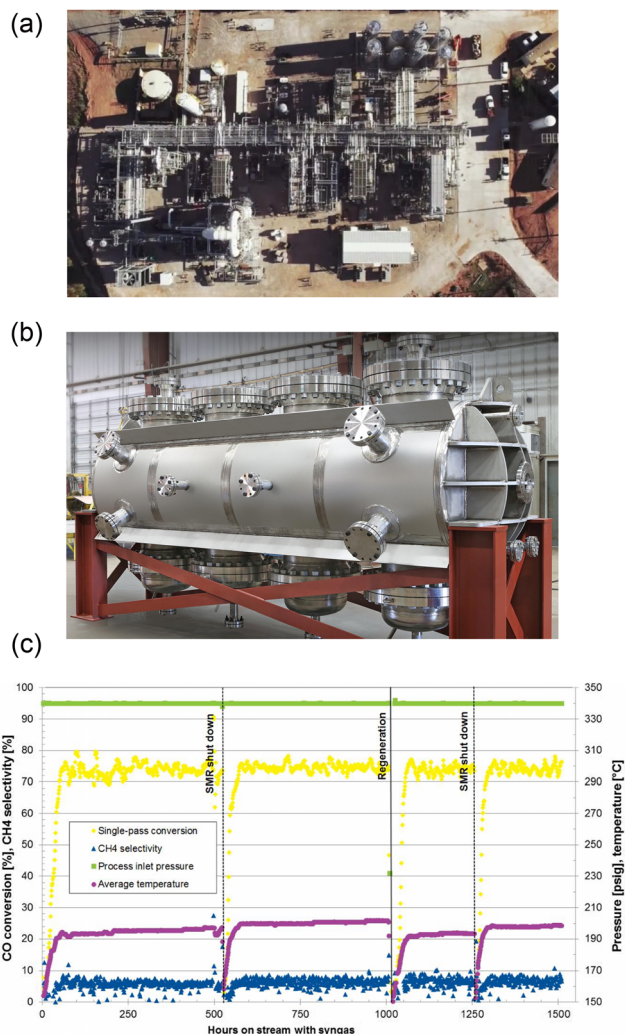 (a)
(b)
(c)
CO conversion [%], CH4 selectivity [%]
100
90
80
70
60
50
40
30
20
10
0
SMR shut down
Regeneration
SMR shut down
Single-pass conversion
CH4 selectivity
Process inlet pressure
Average temperature
350
330
310
290
270
250
230
210
190
170
150
Pressure [psig], temperature [°C]
0 250 500 750 1000 1250 1500
Hours on stream with syngas